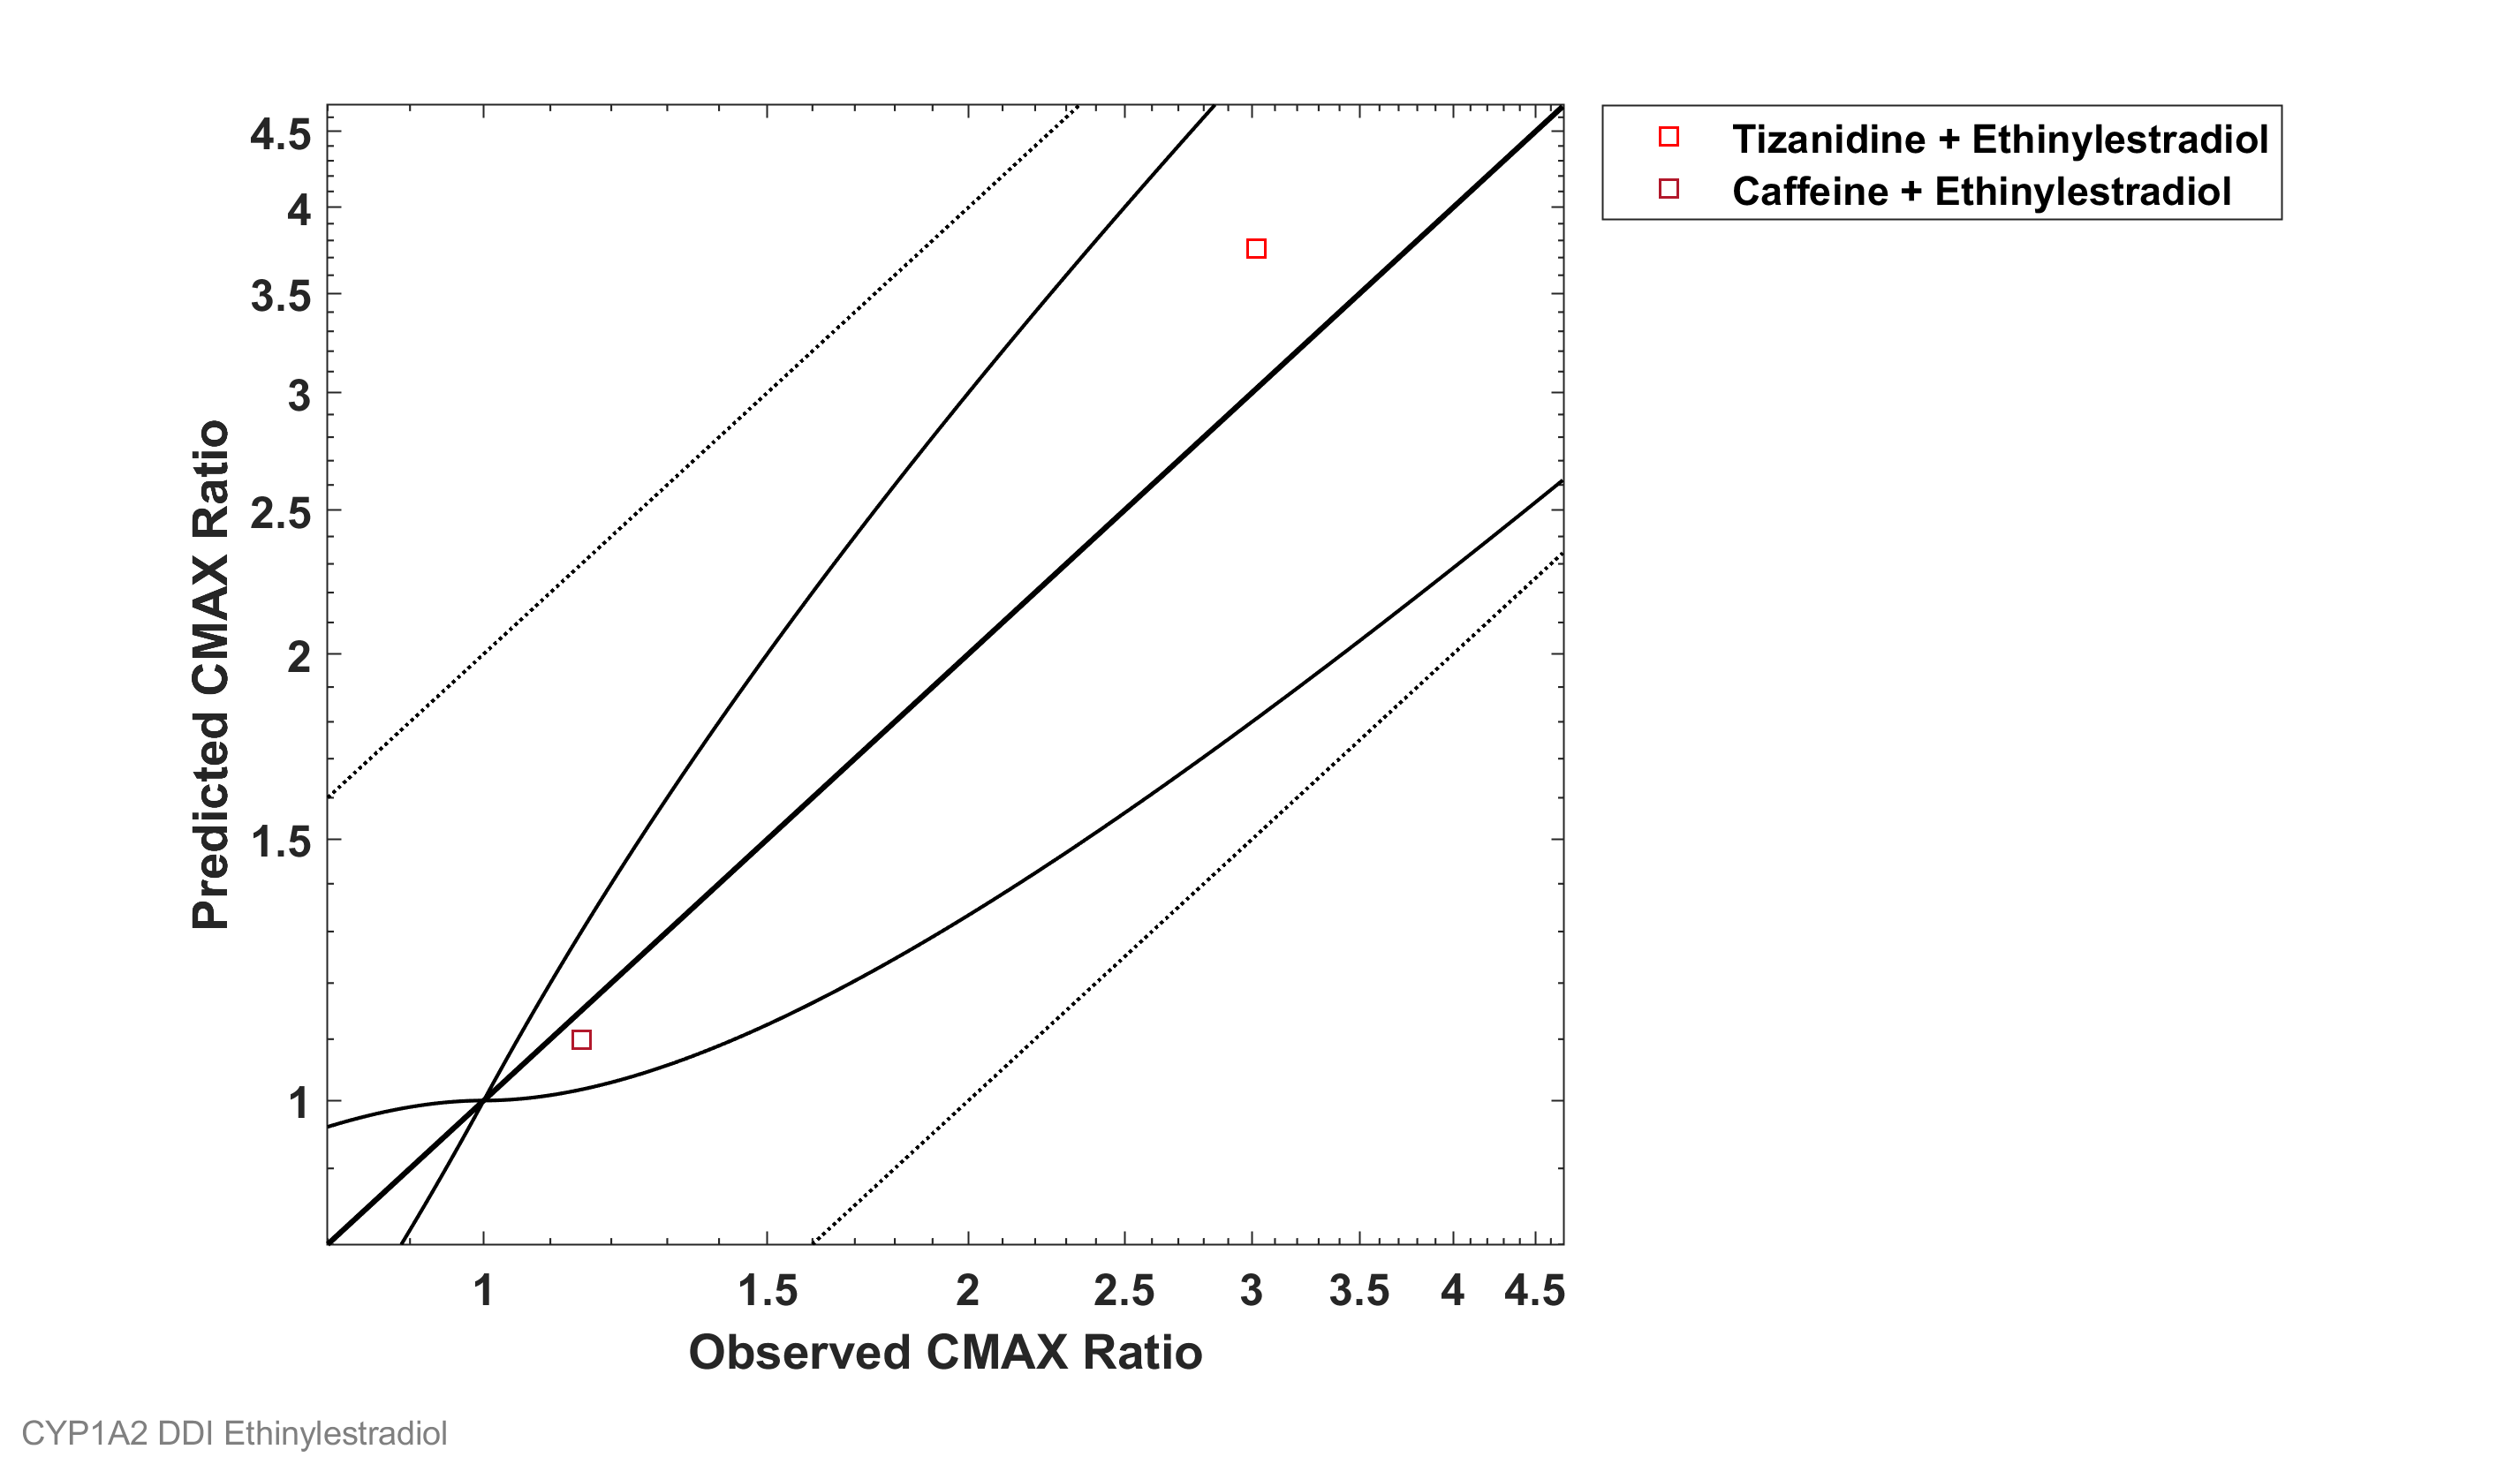 Tizanidine + Ethinylestradiol
Caffeine + Ethinylestradiol
Predicted CMAX Ratio
4.5
4
3.5
3
2.5
2
1.5
1
1 1.5 2 2.5 3 3.5 4 4.5
Observed CMAX Ratio
CYP1A2 DDI Ethinylestradiol